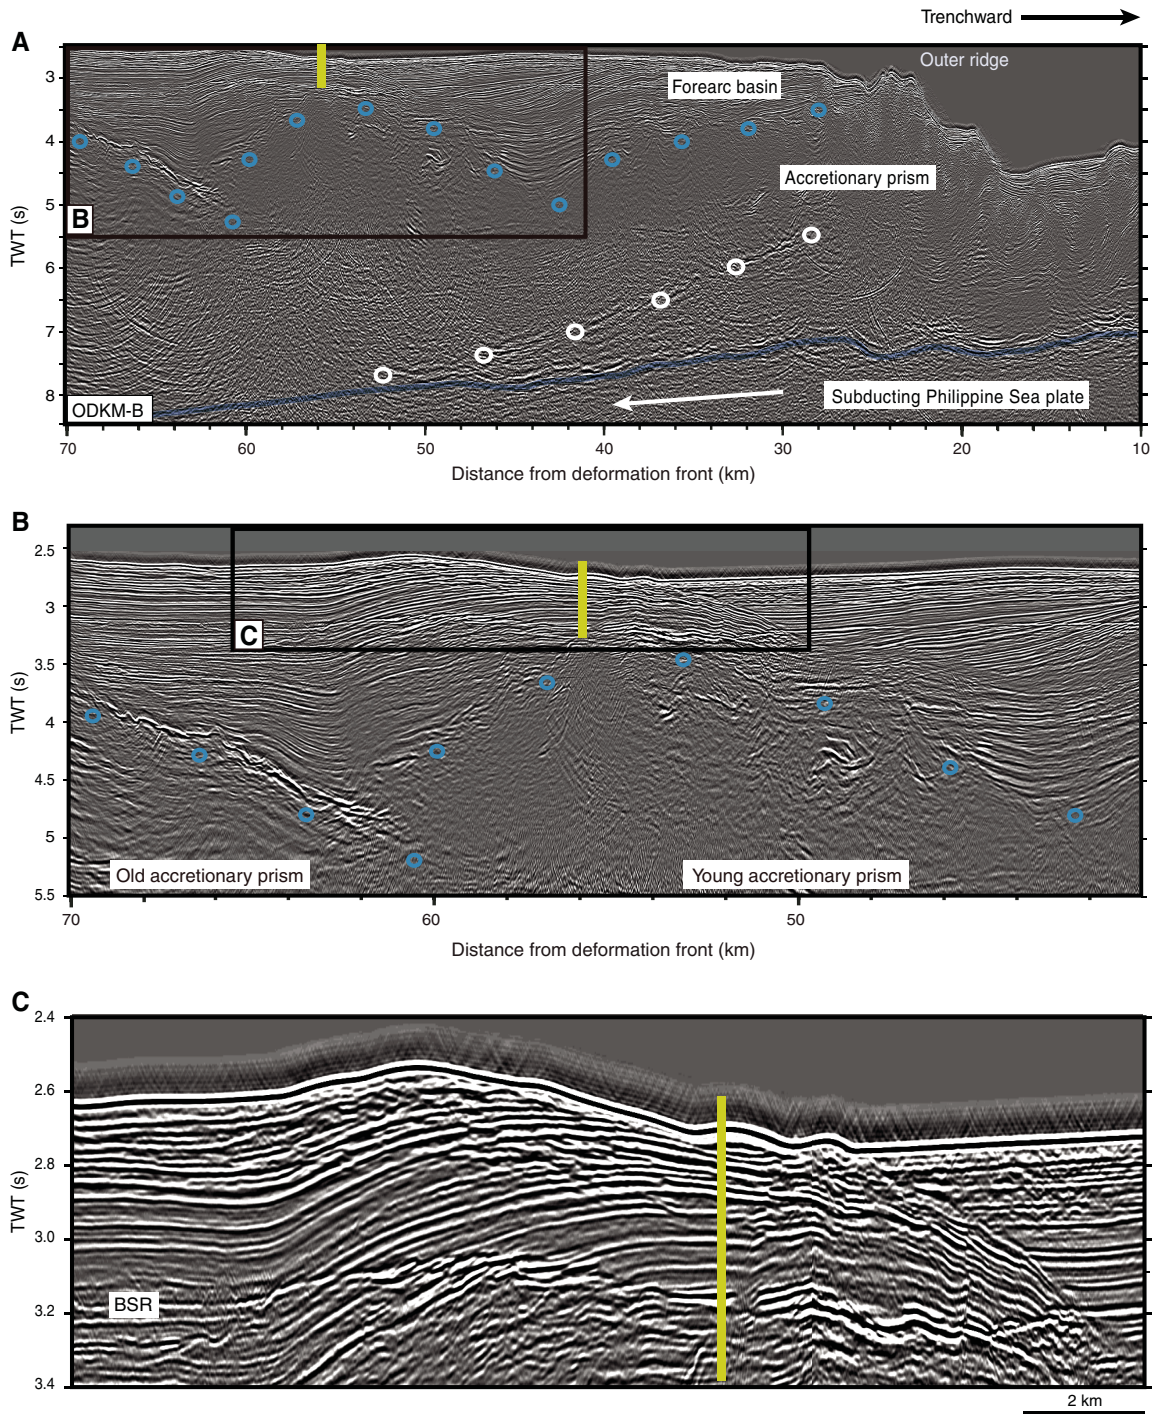 Trenchward
A
Outer ridge
Forearc basin
Accretionary prism
B
Subducting Philippine Sea plate
ODKM-B
3
4
5
6
7
8
TWT (s)
70 60 50 40 30 20 10
Distance from deformation front (km)
B
2.5
3
3.5
4
4.5
5
5.5
TWT (s)
C
Old accretionary prism
Young accretionary prism
70 60 50
Distance from deformation front (km)
C
2.4
2.6
2.8
3.0
3.2
3.4
TWT (s)
BSR
2 km